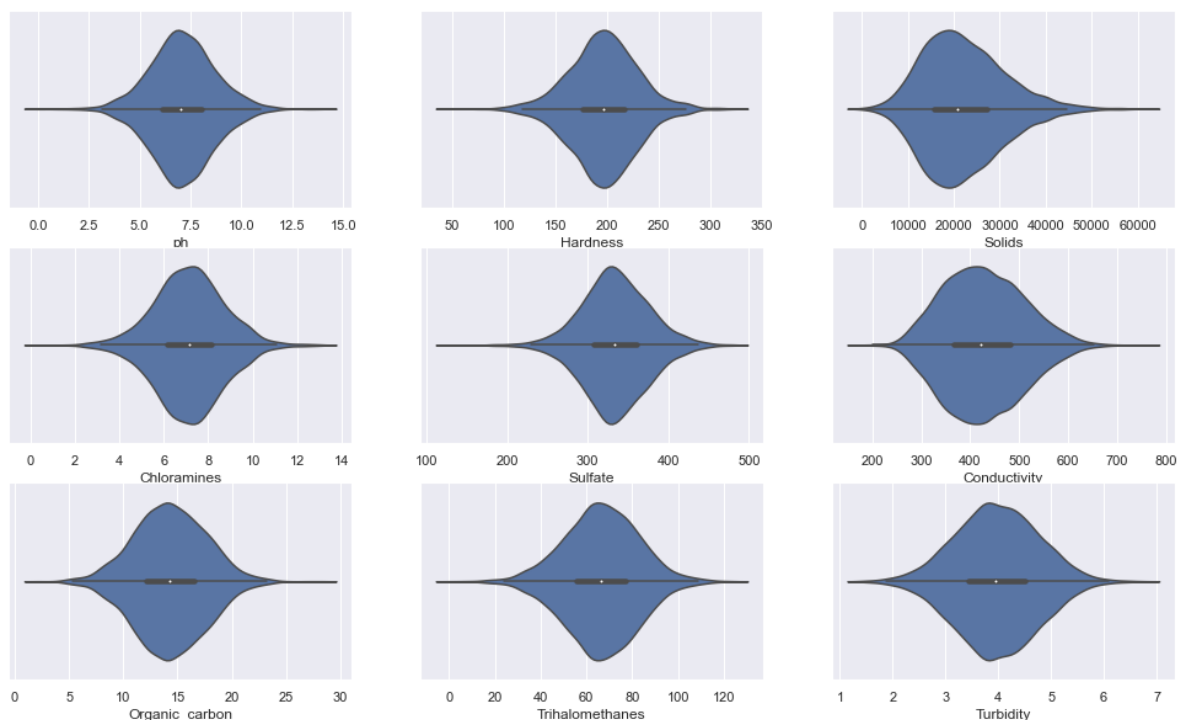 0.0 2.5 5.0 7.5 10.0 12.5 15.0
ph
50 100 150 200 250 300 350
Hardness
0 10000 20000 30000 40000 50000 60000
Solids
0 2 4 6 8 10 12 14
Chloramines
100 200 300 400 500
Sulfate
200 300 400 500 600 700 800
Conductivity
0 5 10 15 20 25 30
Organic_carbon
0 20 40 60 80 100 120
Trihalomethanes
1 2 3 4 5 6 7
Turbidity